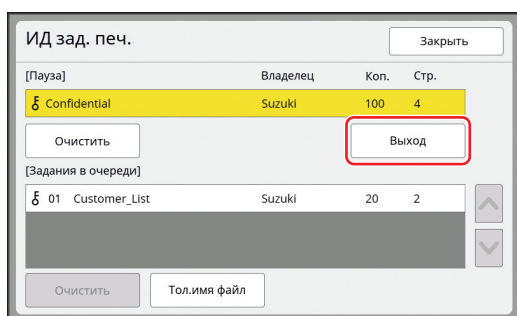 ИД зад. печ. Закрыть
[Пауза] Владелец Коп. Стр.
Confidential Suzuki 100 4
Очистить Выход
[Задания в очереди]
01 Customer_List Suzuki 20 2
Очистить Тол.имя файл